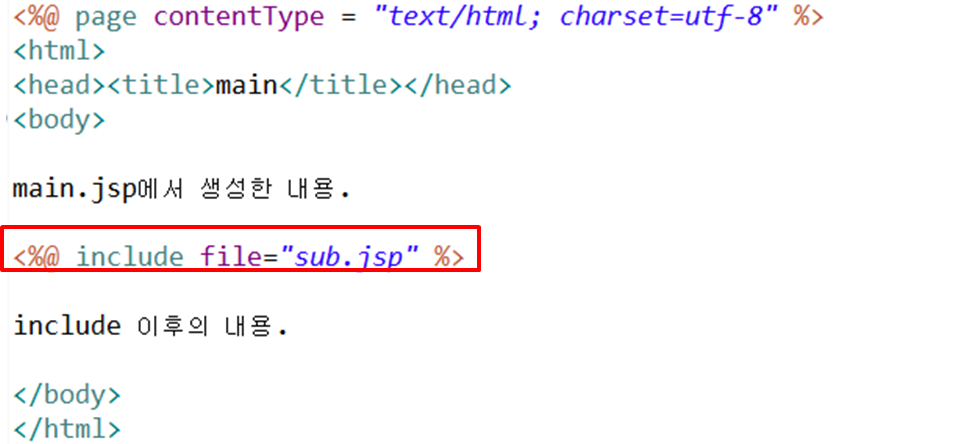 <%@ page contentType = "text/html; charset=utf-8" %>
<html>
<head><title>main</title></head>
<body>
main.jsp에서 생성한 내용.
<%@ include file="sub.jsp" %>
include 이후의 내용.
</body>
</html>